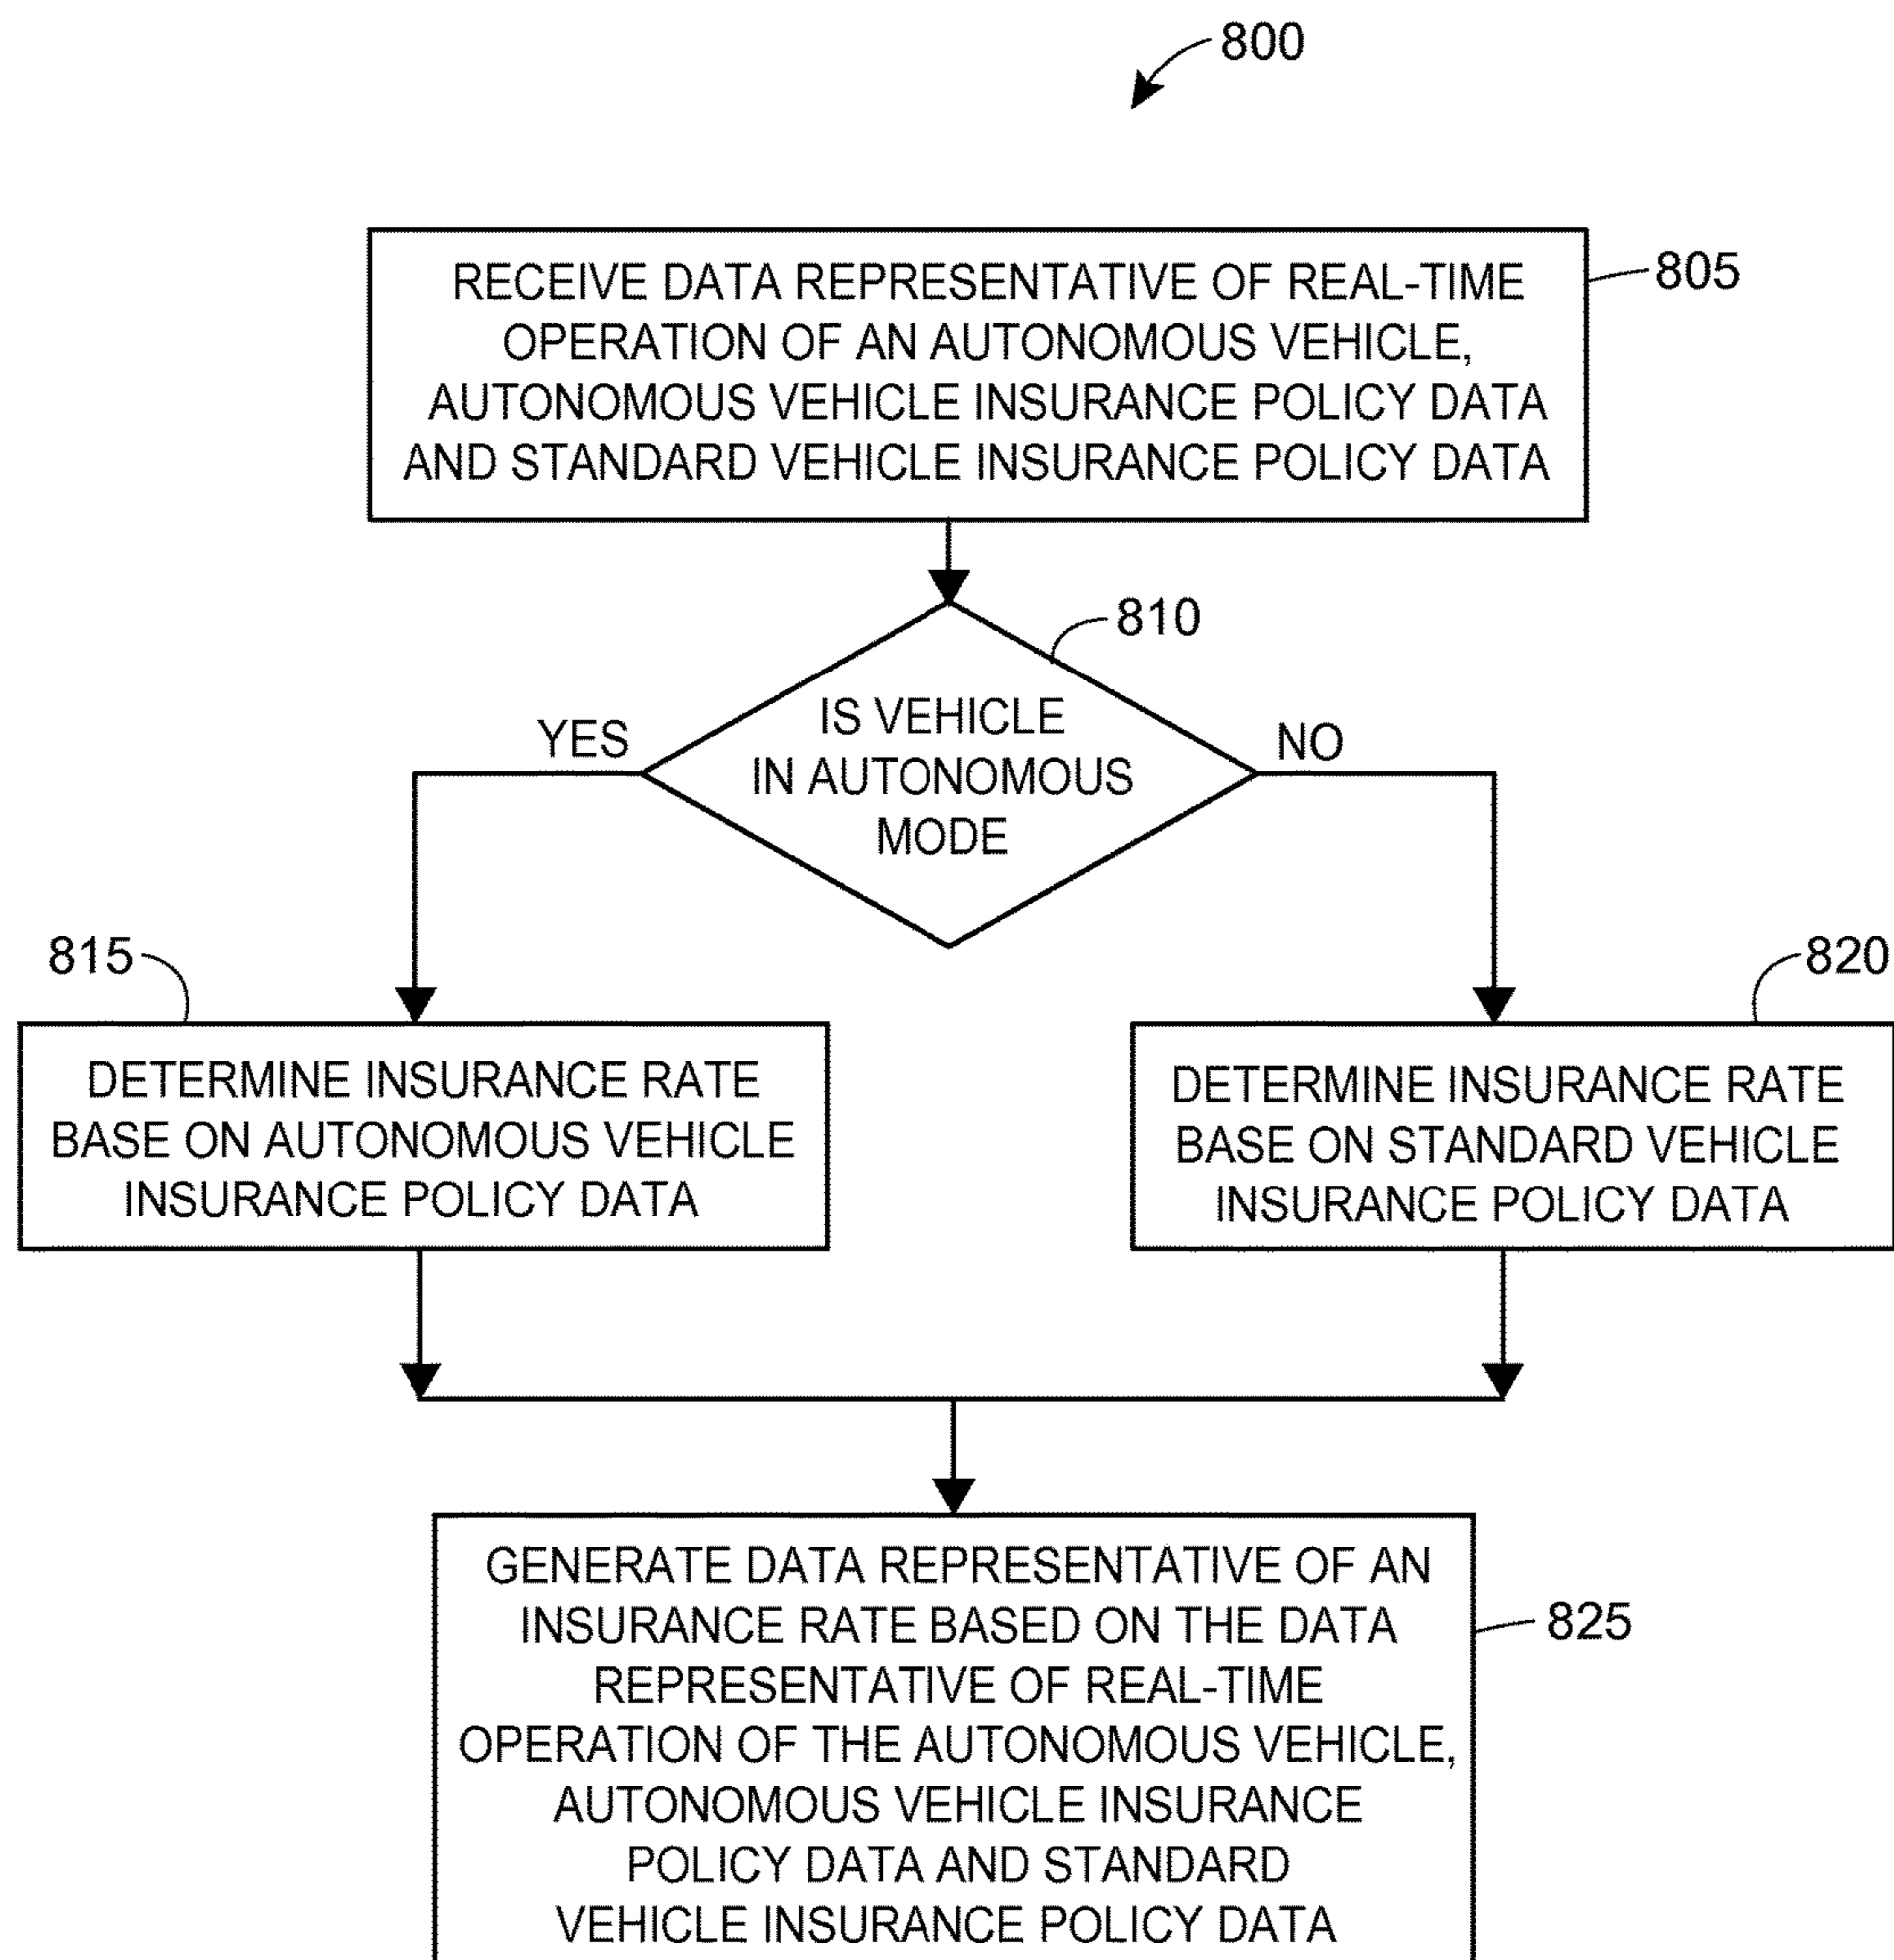 800
RECEIVE DATA REPRESENTATIVE OF REAL-TIME
OPERATION OF AN AUTONOMOUS VEHICLE,
AUTONOMOUS VEHICLE INSURANCE POLICY DATA
AND STANDARD VEHICLE INSURANCE POLICY DATA
805
810
IS VEHICLE
IN AUTONOMOUS
MODE
YES
NO
815
820
DETERMINE INSURANCE RATE
BASE ON AUTONOMOUS VEHICLE
INSURANCE POLICY DATA
DETERMINE INSURANCE RATE
BASE ON STANDARD VEHICLE
INSURANCE POLICY DATA
GENERATE DATA REPRESENTATIVE OF AN
INSURANCE RATE BASED ON THE DATA
REPRESENTATIVE OF REAL-TIME
OPERATION OF THE AUTONOMOUS VEHICLE,
AUTONOMOUS VEHICLE INSURANCE
POLICY DATA AND STANDARD
VEHICLE INSURANCE POLICY DATA
825